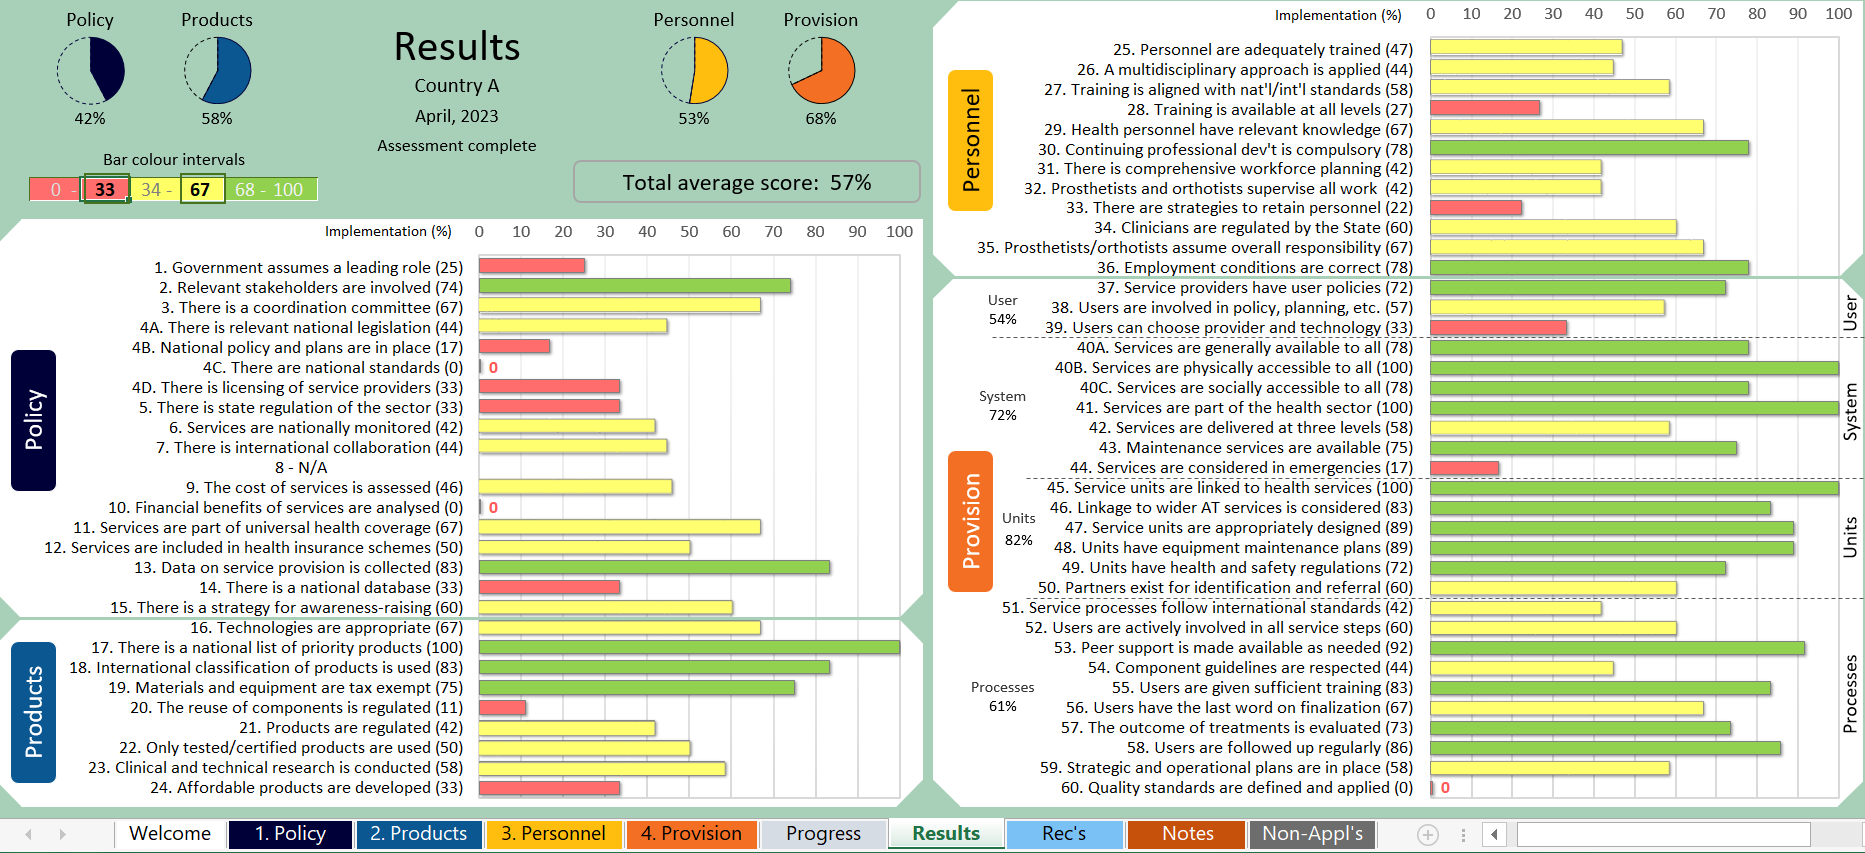 Policy
42%
Products
58%
Results
Country A
April, 2023
Assessment complete
Personnel
53%
Provision
68%
Bar colour intervals
0 - 33 34 - 67 68 - 100
Total average score: 57%
Implementation (%) 0 10 20 30 40 50 60 70 80 90 100
Policy
1. Government assumes a leading role (25)
2. Relevant stakeholders are involved (74)
3. There is a coordination committee (67)
4A. There is relevant national legislation (44)
4B. National policy and plans are in place (17)
4C. There are national standards (0) 0
4D. There is licensing of service providers (33)
5. There is state regulation of the sector (33)
6. Services are nationally monitored (42)
7. There is international collaboration (44)
8 - N/A
9. The cost of services is assessed (46)
10. Financial benefits of services are analysed (0) 0
11. Services are part of universal health coverage (67)
12. Services are included in health insurance schemes (50)
13. Data on service provision is collected (83)
14. There is a national database (33)
15. There is a strategy for awareness-raising (60)
Products
16. Technologies are appropriate (67)
17. There is a national list of priority products (100)
18. International classification of products is used (83)
19. Materials and equipment are tax exempt (75)
20. The reuse of components is regulated (11)
21. Products are regulated (42)
22. Only tested/certified products are used (50)
23. Clinical and technical research is conducted (58)
24. Affordable products are developed (33)
Implementation (%) 0 10 20 30 40 50 60 70 80 90 100
Personnel
25. Personnel are adequately trained (47)
26. A multidisciplinary approach is applied (44)
27. Training is aligned with nat'l/int'l standards (58)
28. Training is available at all levels (27)
29. Health personnel have relevant knowledge (67)
30. Continuing professional dev't is compulsory (78)
31. There is comprehensive workforce planning (42)
32. Prosthetists and orthotists supervise all work (42)
33. There are strategies to retain personnel (22)
34. Clinicians are regulated by the State (60)
35. Prosthetists/orthotists assume overall responsibility (67)
36. Employment conditions are correct (78)
Provision
User
54%
37. Service providers have user policies (72)
38. Users are involved in policy, planning, etc. (57)
39. Users can choose provider and technology (33)
User
System
72%
40A. Services are generally available to all (78)
40B. Services are physically accessible to all (100)
40C. Services are socially accessible to all (78)
41. Services are part of the health sector (100)
42. Services are delivered at three levels (58)
43. Maintenance services are available (75)
44. Services are considered in emergencies (17)
System
Units
82%
45. Service units are linked to health services (100)
46. Linkage to wider AT services is considered (83)
47. Service units are appropriately designed (89)
48. Units have equipment maintenance plans (89)
49. Units have health and safety regulations (72)
50. Partners exist for identification and referral (60)
Units
Processes
61%
51. Service processes follow international standards (42)
52. Users are actively involved in all service steps (60)
53. Peer support is made available as needed (92)
54. Component guidelines are respected (44)
55. Users are given sufficient training (83)
56. Users have the last word on finalization (67)
57. The outcome of treatments is evaluated (73)
58. Users are followed up regularly (86)
59. Strategic and operational plans are in place (58)
60. Quality standards are defined and applied (0) 0
Processes
Welcome 1. Policy 2. Products 3. Personnel 4. Provision Progress Results Rec's Notes Non-Appl's